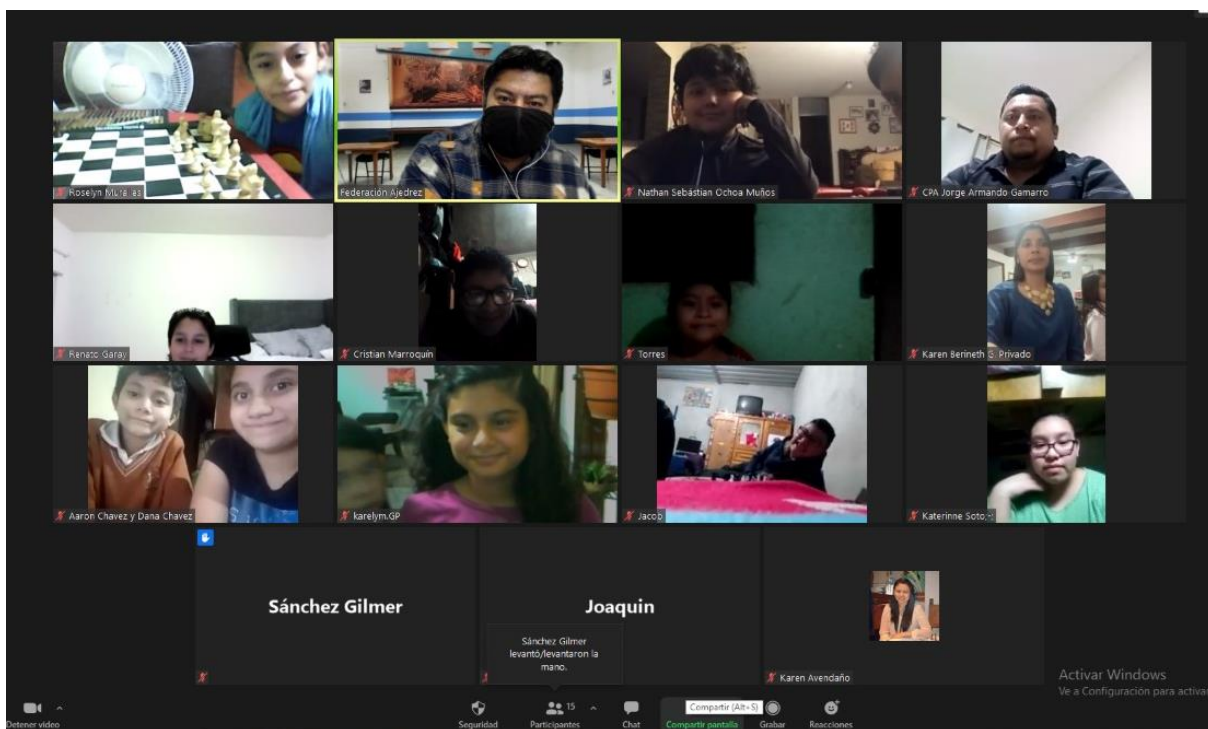 Roselyn Murales
Federación Ajedrez
Nathan Sebástian Ochoa Muños
CPA Jorge Armando Gamarro
Renato Garay
Cristian Marroquín
Torres
Karen Berineth G. Privado
Aaron Chavez y Dana Chavez
karelym.GP
Jacob
Katerinne Soto
Sánchez Gilmer
Joaquin
Sánchez Gilmer
levantó/levantaron la
mano.
Karen Avendaño
Activar Windows
Ve a Configuración para activar
Detener video
Seguridad
15
Participantes
Chat
Compartir (Alt+S)
Compartir pantalla
Grabar
Reacciones